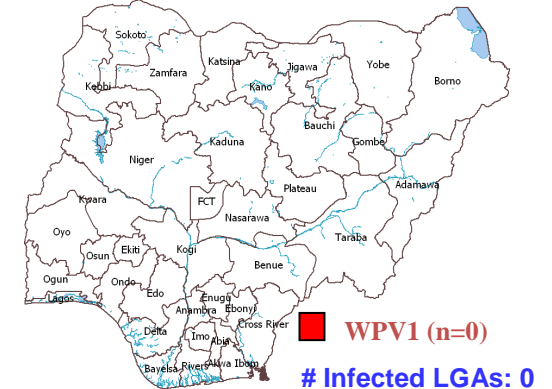 Sokoto
Katsina
Jigawa
Yobe
Zamfara
Borno
Kebbi
Kano
Bauchi
Kaduna
Gombe
Niger
Adamawa
Plateau
FCT
Kwara
Nasarawa
Oyo
Taraba
Osun
Ekiti
Kogi
Benue
Ogun
Ondo
Edo
Lagos
Enugu
Anambra
Ebonyi
Cross River
Delta
Imo
Abia
Bayelsa
Rivers
Akwa Ibom
WPV1 (n=0)
# Infected LGAs: 0